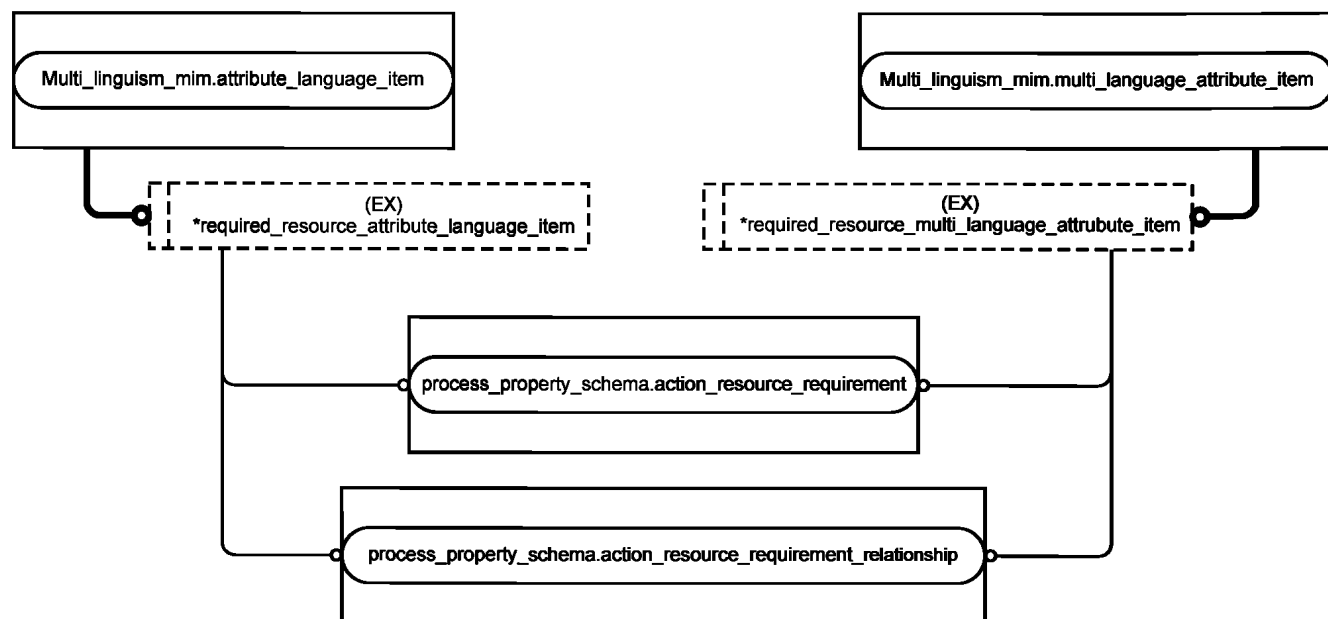 Multi_linguism_mim.attribute_language_item
Multi_linguism_mim.multi_language_attribute_item
(EX)
*required_resource_attribute_language_item
(EX)
*required_resource_multi_language_attrubute_item
process_property_schema.action_resource_requirement
process_property_schema.action_resource_requirement_relationship